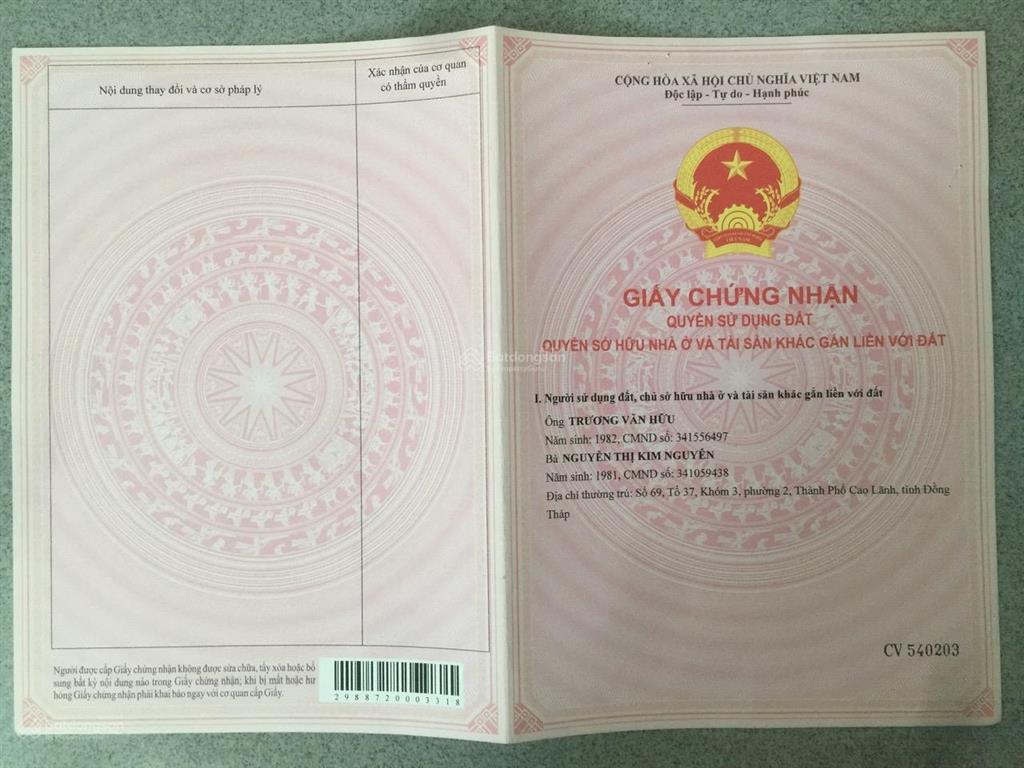 Nội dung thay đổi và cơ sở pháp lý
Xác nhận của cơ quan
có thẩm quyền
Người được cấp Giấy chứng nhận không được sửa chữa, tẩy xóa hoặc bổ
sung bất kỳ nội dung nào trong Giấy chứng nhận; khi bị mất hoặc hư
hỏng Giấy chứng nhận phải khai báo ngay với cơ quan cấp Giấy.
2988720003318
CỘNG HÒA XÃ HỘI CHỦ NGHĨA VIỆT NAM
Độc lập - Tự do - Hạnh phúc
VIỆT NAM
GIẤY CHỨNG NHẬN
QUYỀN SỬ DỤNG ĐẤT
QUYỀN SỞ HỮU NHÀ Ở VÀ TÀI SẢN KHÁC GẮN LIỀN VỚI ĐẤT
Batdongsan
by PropertyGuru
I. Người sử dụng đất, chủ sở hữu nhà ở và tài sản khác gắn liền với đất
Ông TRƯƠNG VĂN HỮU
Năm sinh: 1982, CMND số: 341556497
Bà NGUYỄN THỊ KIM NGUYÊN
Năm sinh: 1981, CMND số: 341059438
Địa chỉ thường trú: Số 69, Tổ 37, Khóm 3, phường 2, Thành Phố Cao Lãnh, tỉnh Đồng
Tháp
CV 540203
Batdongsan